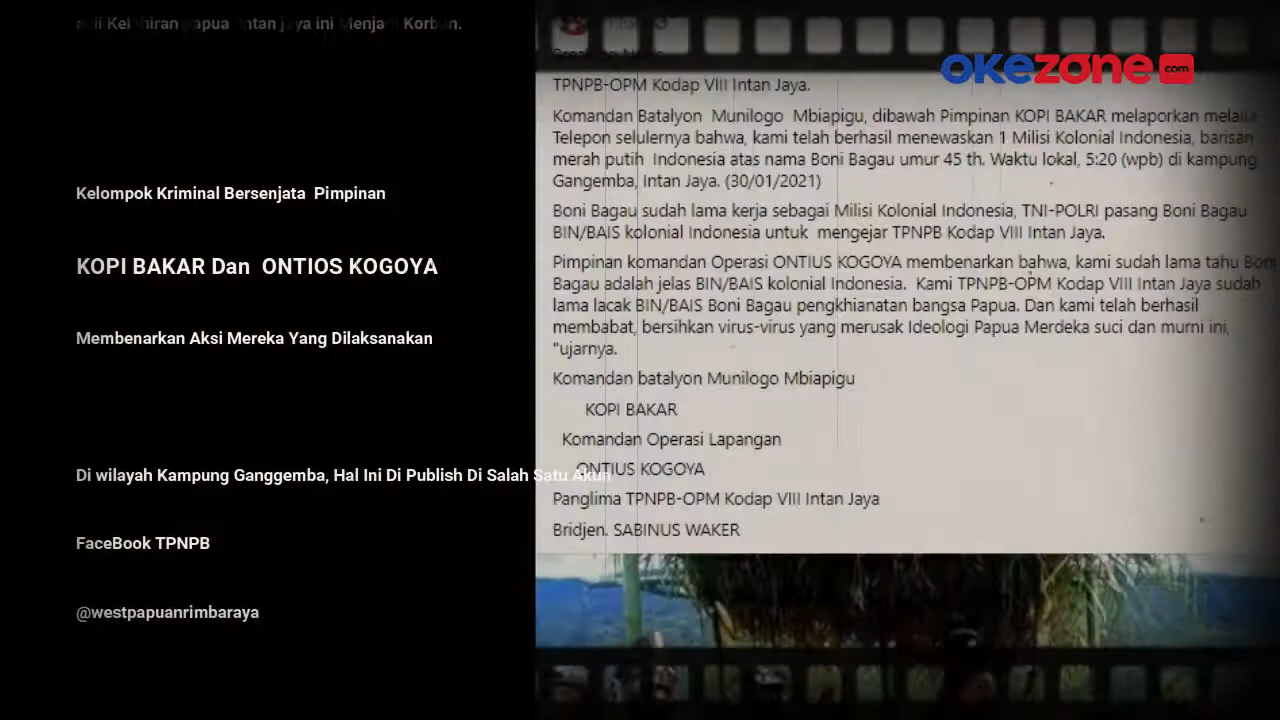 Korban.
Kelompok Kriminal Bersenjata Pimpinan
KOPI BAKAR Dan ONTIOS KOGOYA
Membenarkan Aksi Mereka Yang Dilaksanakan
Di wilayah Kampung Ganggemba, Hal Ini Di Publish Di Salah Satu Akun
FaceBook TPNPB
@westpapuanrimbaraya
okezone.com
TPNPB-OPM Kodap VIII Intan Jaya.
Komandan Batalyon Munilogo Mbiapigu, dibawah Pimpinan KOPI BAKAR melaporkan melalui
Telepon selulernya bahwa, kami telah berhasil menewaskan 1 Milisi Kolonial Indonesia, barisan
merah putih Indonesia atas nama Boni Bagau umur 45 th. Waktu lokal, 5:20 (wpb) di kampung
Gangemba, Intan Jaya. (30/01/2021)
Boni Bagau sudah lama kerja sebagai Milisi Kolonial Indonesia, TNI-POLRI pasang Boni Bagau
BIN/BAIS kolonial Indonesia untuk mengejar TPNPB Kodap VIII Intan Jaya.
Pimpinan komandan Operasi ONTIUS KOGOYA membenarkan bahwa, kami sudah lama tahu Boni
Bagau adalah jelas BIN/BAIS kolonial Indonesia. Kami TPNPB-OPM Kodap VIII Intan Jaya sudah
lama lacak BIN/BAIS Boni Bagau pengkhianatan bangsa Papua. Dan kami telah berhasil
membabat, bersihkan virus-virus yang merusak Ideologi Papua Merdeka suci dan murni ini,
"ujarnya.
Komandan batalyon Munilogo Mbiapigu
KOPI BAKAR
Komandan Operasi Lapangan
ONTIUS KOGOYA
Panglima TPNPB-OPM Kodap VIII Intan Jaya
Bridjen. SABINUS WAKER